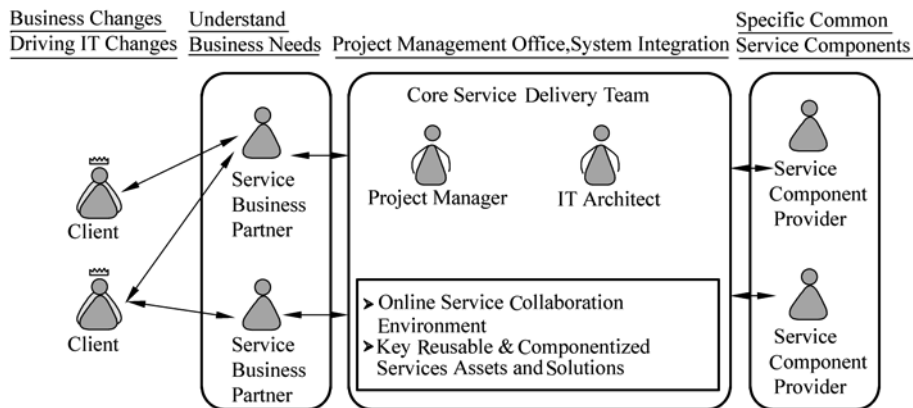 Business Changes
Driving IT Changes
Understand
Business Needs
Project Management Office,System Integration
Specific Common
Service Components
Client
Client
Service
Business
Partner
Service
Business
Partner
Core Service Delivery Team
Project Manager
IT Architect
➤ Online Service Collaboration
Environment
➤ Key Reusable & Componentized
Services Assets and Solutions
Service
Component
Provider
Service
Component
Provider